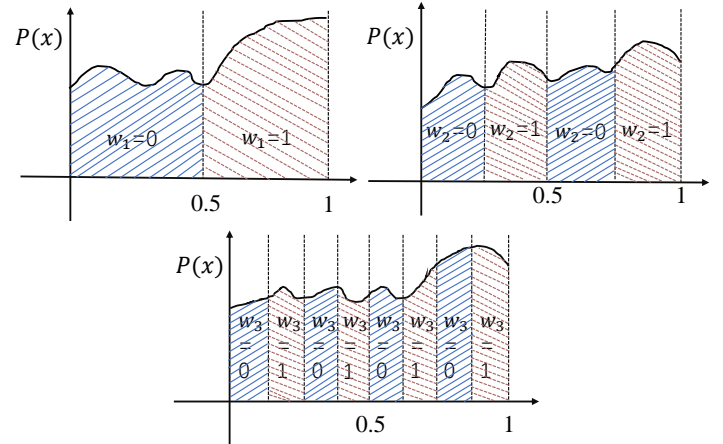 P(x)
w₁=0
w₁=1
0.5
1
P(x)
w₂=0
w₂=1
w₂=0
w₂=1
0.5
1
P(x)
w₃ w₃ w₃ w₃ w₃ w₃ w₃ w₃
= = = = = = = =
0 1 0 1 0 1 0 1
0.5
1